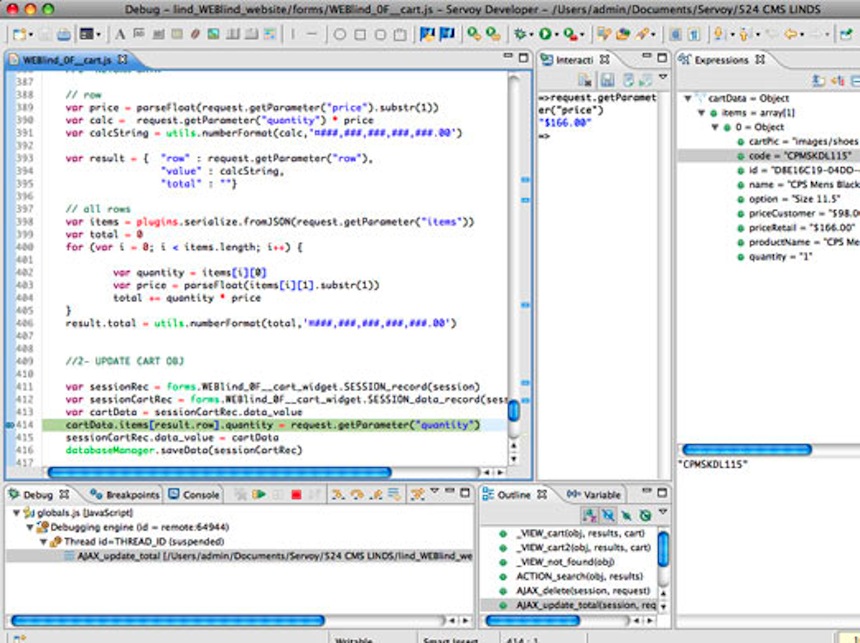 Debug - lind_WEBlind_website/forms/WEBlind_0F__cart.js - Servoy Developer - /Users/admin/Documents/Servoy/524 CMS LINDS
WEBlind_0F__cart.js
387
388 // row
389 var price = parseFloat(request.getParameter("price").substr(1))
390 var calc = request.getParameter("quantity") * price
391 var calcString = utils.numberFormat(calc,'¤###,###,###,###,###.00')
392
393 var result = { "row" : request.getParameter("row"),
394 "value" : calcString,
395 "total" : ""}
396
397 // all rows
398 var items = plugins.serialize.fromJSON(request.getParameter("items"))
399 var total = 0
400 for (var i = 0; i < items.length; i++) {
401
402 var quantity = items[i][0]
403 var price = parseFloat(items[i][1].substr(1))
404 total += quantity * price
405 }
406 result.total = utils.numberFormat(total,'¤###,###,###,###,###.00')
407
408
409 //2- UPDATE CART OBJ
410
411 var sessionRec = forms.WEBlind_0F__cart_widget.SESSION_record(session)
412 var sessionCartRec = forms.WEBlind_0F__cart_widget.SESSION_data_record(sess
413 var cartData = sessionCartRec.data_value
414 cartData.items[result.row].quantity = request.getParameter("quantity")
415 sessionCartRec.data_value = cartData
416 databaseManager.saveData(sessionCartRec)
417
Interacti
=>request.getParamet
er("price")
"$166.00"
=>
Expressions
cartData = Object
items = array[1]
0 = Object
cartPic = "images/shoes
code = "CPMSKDL115"
id = "D8E16C19-04DD-
name = "CPS Mens Black
option = "Size 11.5"
priceCustomer = "$98.0
priceRetail = "$166.00"
productName = "CPS Me
quantity = "1"
"CPMSKDL115"
Debug Breakpoints Console
globals.js [JavaScript]
Debugging engine (id = remote:64944)
Thread id=THREAD_ID (suspended)
AJAX_update_total [/Users/admin/Documents/Servoy/524 CMS LINDS/lind_WEBlind_we
Outline Variable
_VIEW_cart(obj, results, cart)
_VIEW_cart2(obj, results, cart)
_VIEW_not_found(obj)
ACTION_search(obj, results)
AJAX_delete(session, request)
AJAX_update_total(session, req
Writable Smart Insert 414 : 1